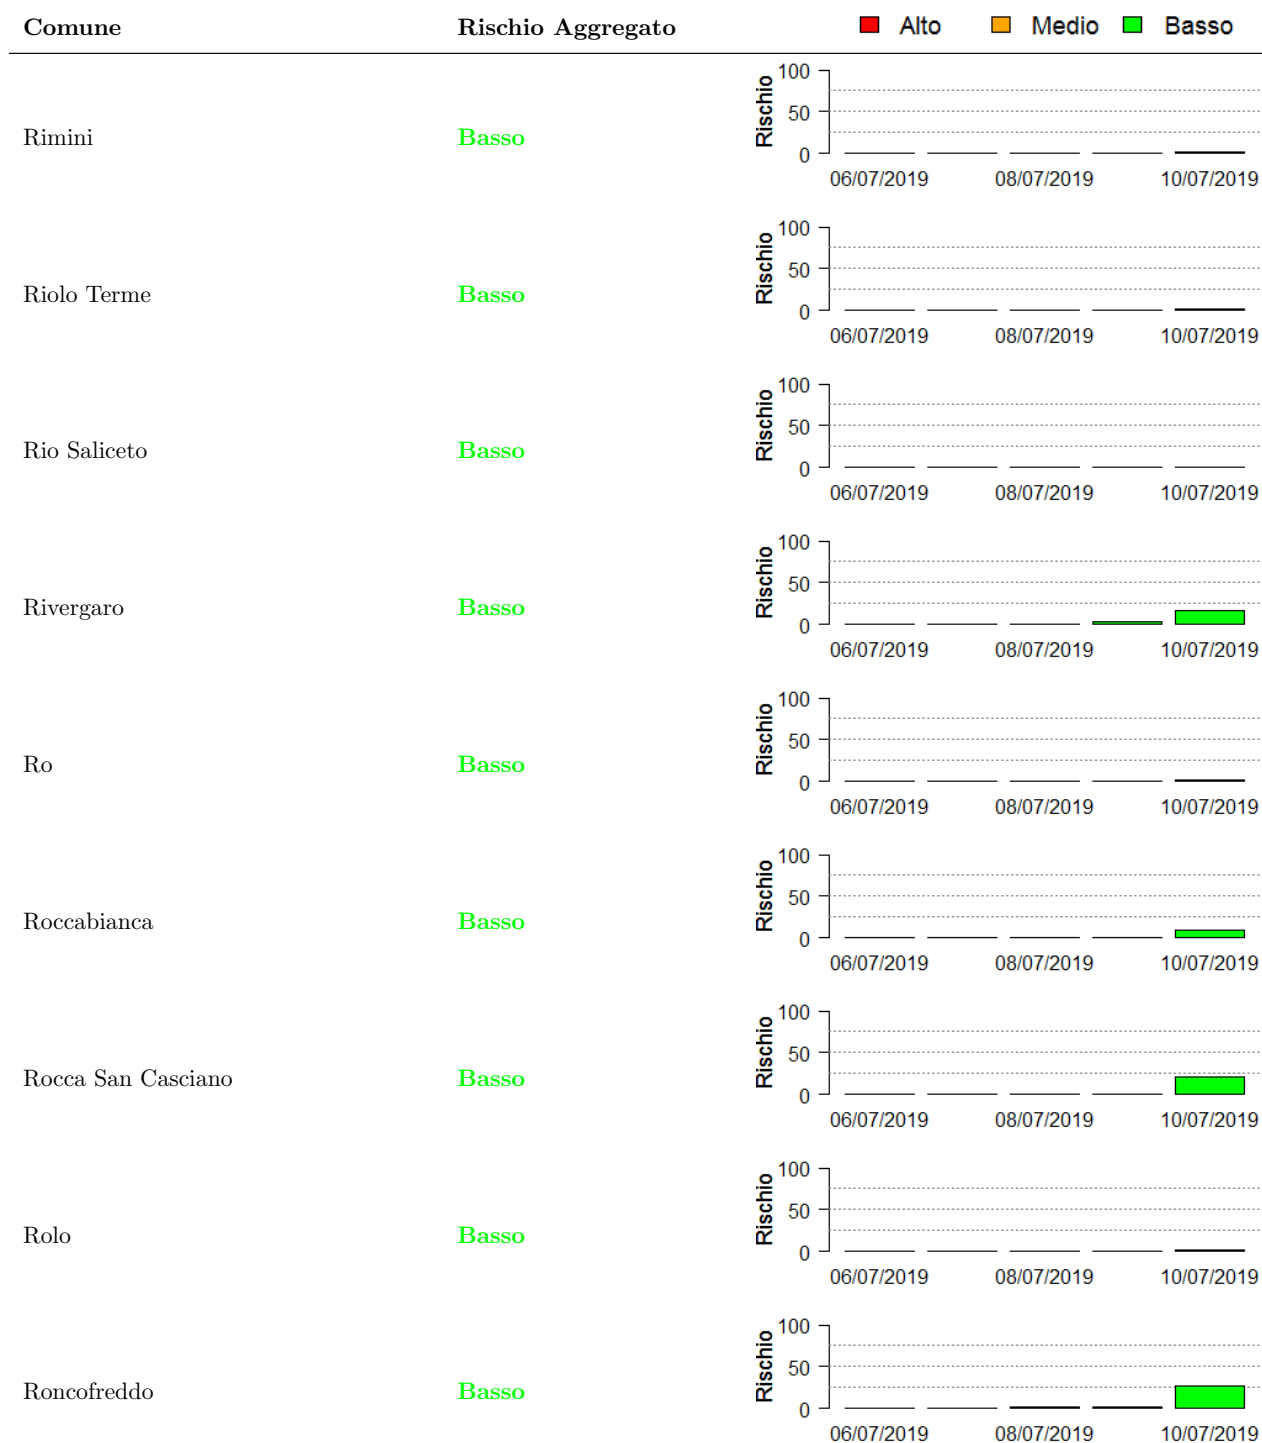 Comune Rischio Aggregato Alto Medio Basso
100
50
0
Rischio
Rimini Basso
06/07/2019 08/07/2019 10/07/2019
100
50
0
Rischio
Riolo Terme Basso
06/07/2019 08/07/2019 10/07/2019
100
50
0
Rischio
Rio Saliceto Basso
06/07/2019 08/07/2019 10/07/2019
100
50
0
Rischio
Rivergaro Basso
06/07/2019 08/07/2019 10/07/2019
100
50
0
Rischio
Ro Basso
06/07/2019 08/07/2019 10/07/2019
100
50
0
Rischio
Roccabianca Basso
06/07/2019 08/07/2019 10/07/2019
100
50
0
Rischio
Rocca San Casciano Basso
06/07/2019 08/07/2019 10/07/2019
100
50
0
Rischio
Rolo Basso
06/07/2019 08/07/2019 10/07/2019
100
50
0
Rischio
Roncofreddo Basso
06/07/2019 08/07/2019 10/07/2019